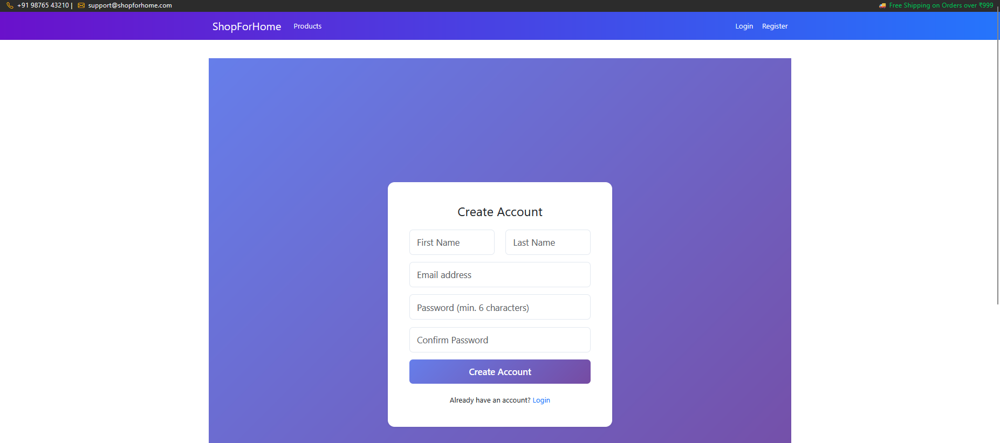 +91 98765 43210 | support@shopforhome.com
Free Shipping on Orders over ₹999
ShopForHome Products Login Register
Create Account
First Name Last Name
Email address
Password (min. 6 characters)
Confirm Password
Create Account
Already have an account? Login